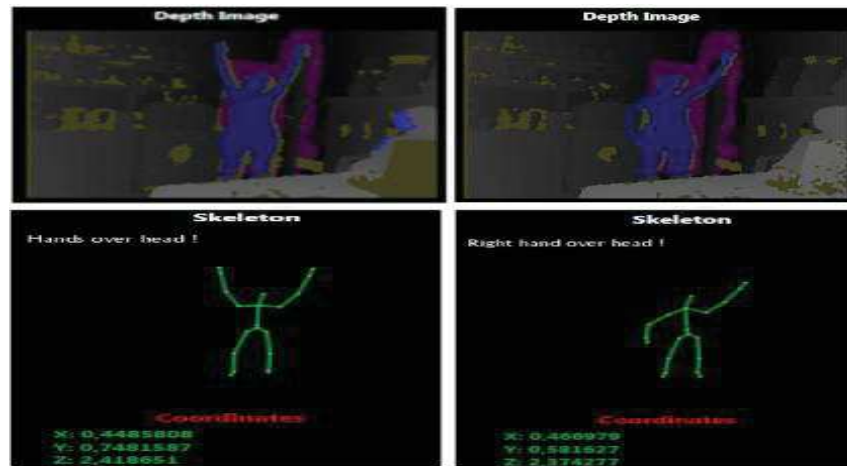 Depth Image
Depth Image
Skeleton
Hands over head !
Coordinates
X: 0,4485808
Y: 0,7481587
Z: 2,418651
Skeleton
Right hand over head !
Coordinates
X: 0,466979
Y: 0,581627
Z: 2,374277